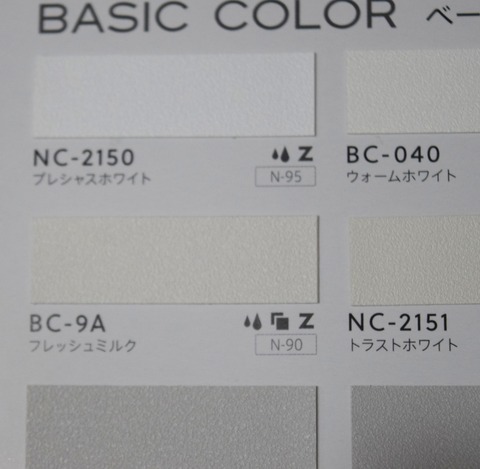 BASIC COLOR ベー
NC-2150 Z BC-040
プレシャスホワイト N-95 ウォームホワイト
BC-9A Z NC-2151
フレッシュミルク N-90 トラストホワイト